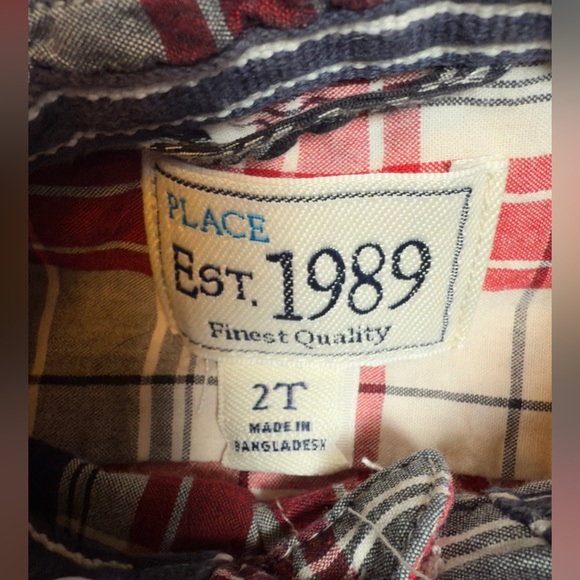 PLACE
EST. 1989
Finest Quality
2T
MADE IN
BANGLADESH